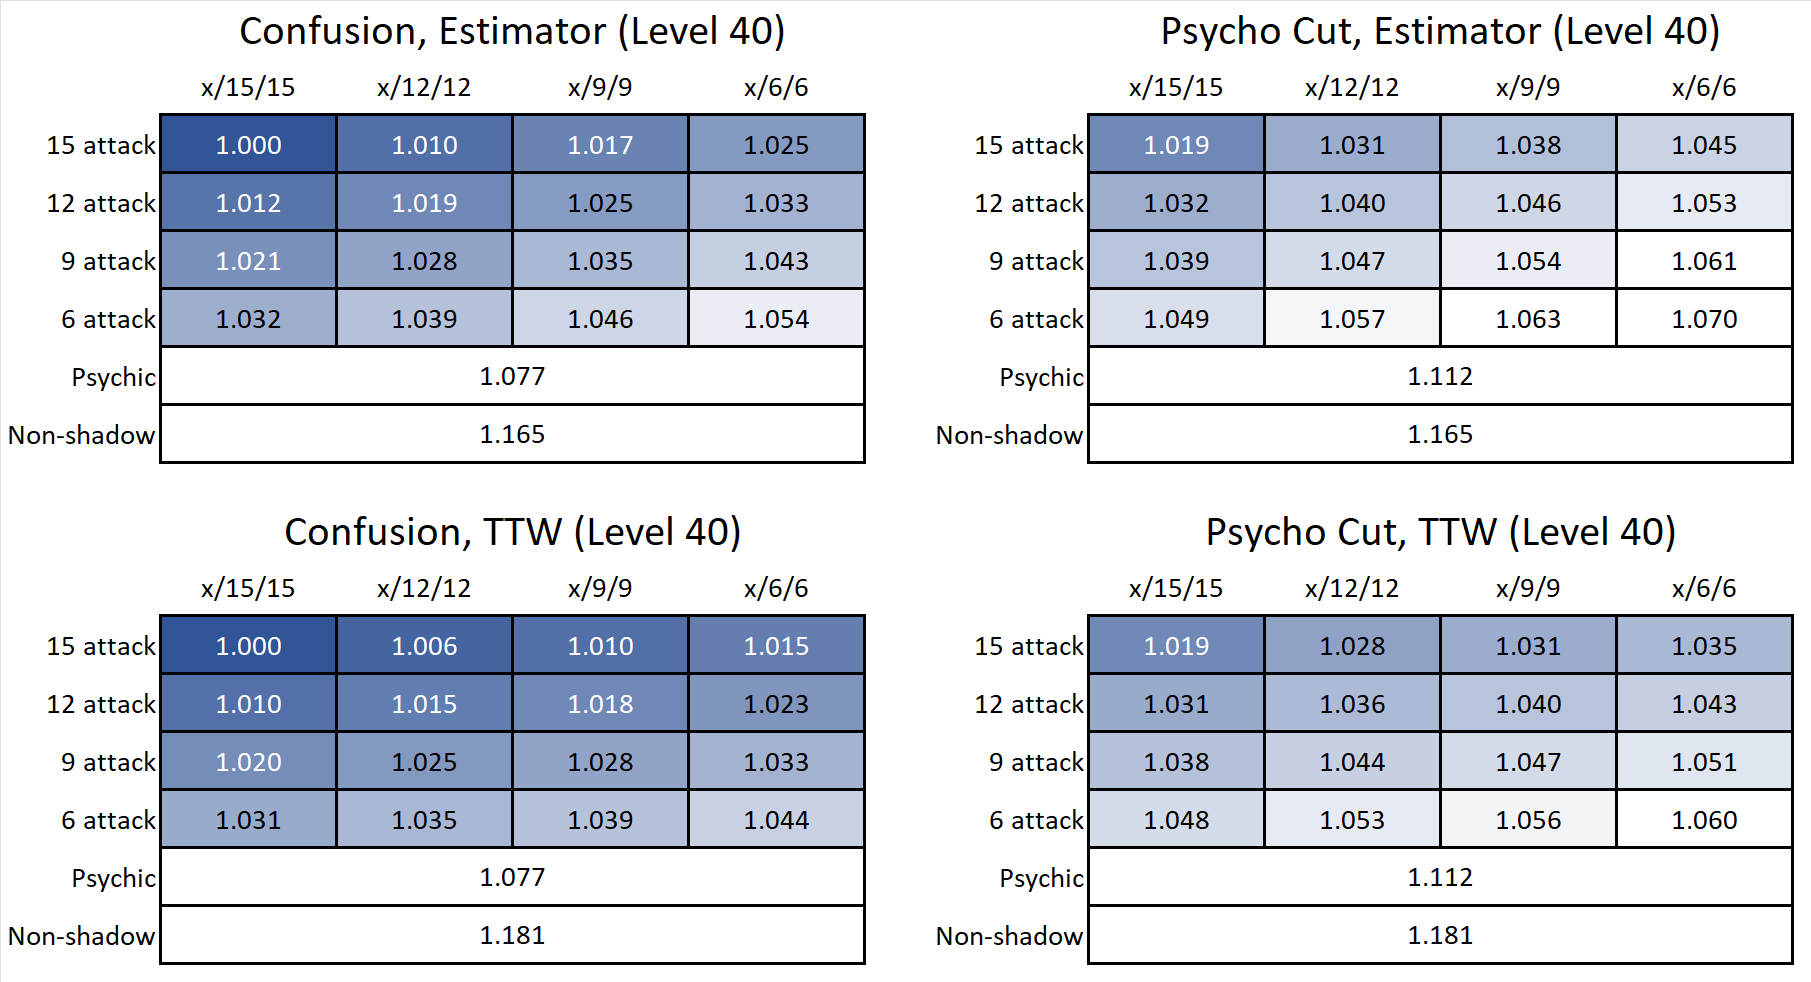 Confusion, Estimator (Level 40)
x/15/15 x/12/12 x/9/9 x/6/6
15 attack 1.000 1.010 1.017 1.025
12 attack 1.012 1.019 1.025 1.033
9 attack 1.021 1.028 1.035 1.043
6 attack 1.032 1.039 1.046 1.054
Psychic 1.077
Non-shadow 1.165
Psycho Cut, Estimator (Level 40)
x/15/15 x/12/12 x/9/9 x/6/6
15 attack 1.019 1.031 1.038 1.045
12 attack 1.032 1.040 1.046 1.053
9 attack 1.039 1.047 1.054 1.061
6 attack 1.049 1.057 1.063 1.070
Psychic 1.112
Non-shadow 1.165
Confusion, TTW (Level 40)
x/15/15 x/12/12 x/9/9 x/6/6
15 attack 1.000 1.006 1.010 1.015
12 attack 1.010 1.015 1.018 1.023
9 attack 1.020 1.025 1.028 1.033
6 attack 1.031 1.035 1.039 1.044
Psychic 1.077
Non-shadow 1.181
Psycho Cut, TTW (Level 40)
x/15/15 x/12/12 x/9/9 x/6/6
15 attack 1.019 1.028 1.031 1.035
12 attack 1.031 1.036 1.040 1.043
9 attack 1.038 1.044 1.047 1.051
6 attack 1.048 1.053 1.056 1.060
Psychic 1.112
Non-shadow 1.181